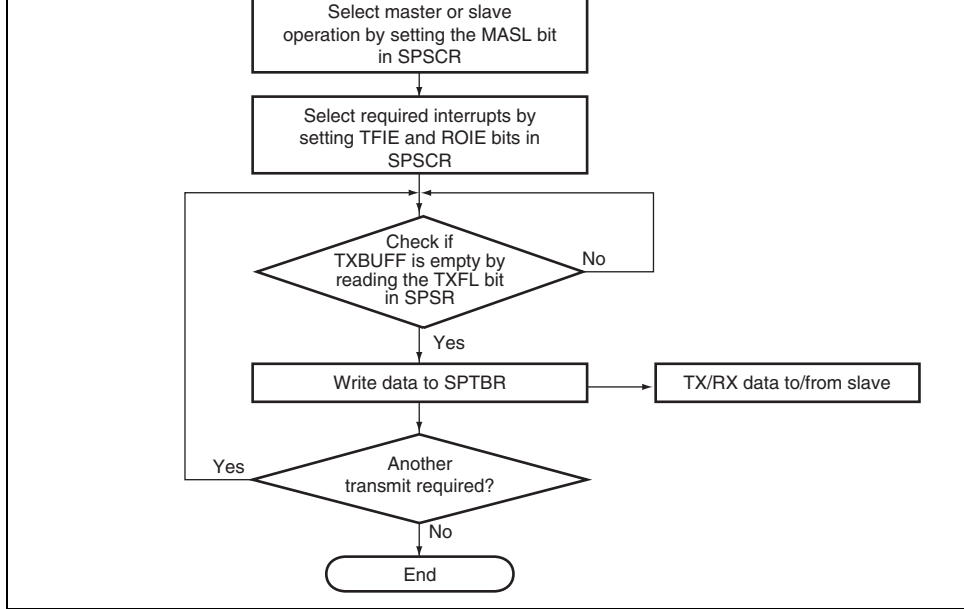 Select master or slave
operation by setting the MASL bit
in SPSCR
Select required interrupts by
setting TFIE and ROIE bits in
SPSCR
Check if
TXBUFF is empty by
reading the TXFL bit
in SPSR
No
Yes
Write data to SPTBR
TX/RX data to/from slave
Yes
Another
transmit required?
No
End